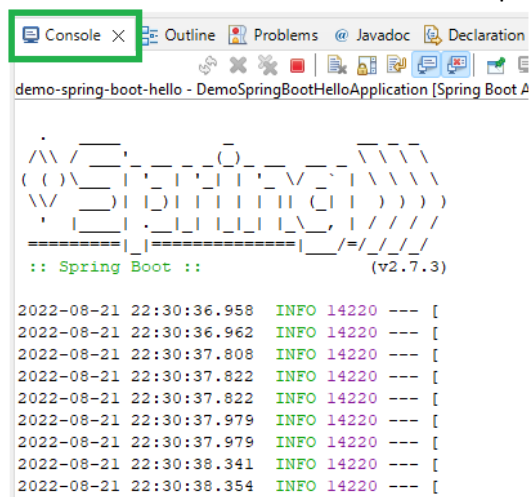 Console Outline Problems @ Javadoc Declaration
demo-spring-boot-hello - DemoSpringBootHelloApplication [Spring Boot A
  .   ____          _            __ _ _
 /\\ / ___'_ __ _ _(_)_ __  __ _ \ \ \ \
( ( )\___ | '_ | '_| | '_ \/ _` | \ \ \ \
 \\/  ___)| |_)| | | | | || (_| |  ) ) ) )
  '  |____| .__|_| |_|_| |_\__, | / / / /
 =========|_|==============|___/=/_/_/_/
 :: Spring Boot ::                (v2.7.3)
2022-08-21 22:30:36.958  INFO 14220 --- [
2022-08-21 22:30:36.962  INFO 14220 --- [
2022-08-21 22:30:37.808  INFO 14220 --- [
2022-08-21 22:30:37.822  INFO 14220 --- [
2022-08-21 22:30:37.822  INFO 14220 --- [
2022-08-21 22:30:37.979  INFO 14220 --- [
2022-08-21 22:30:37.979  INFO 14220 --- [
2022-08-21 22:30:38.341  INFO 14220 --- [
2022-08-21 22:30:38.354  INFO 14220 --- [